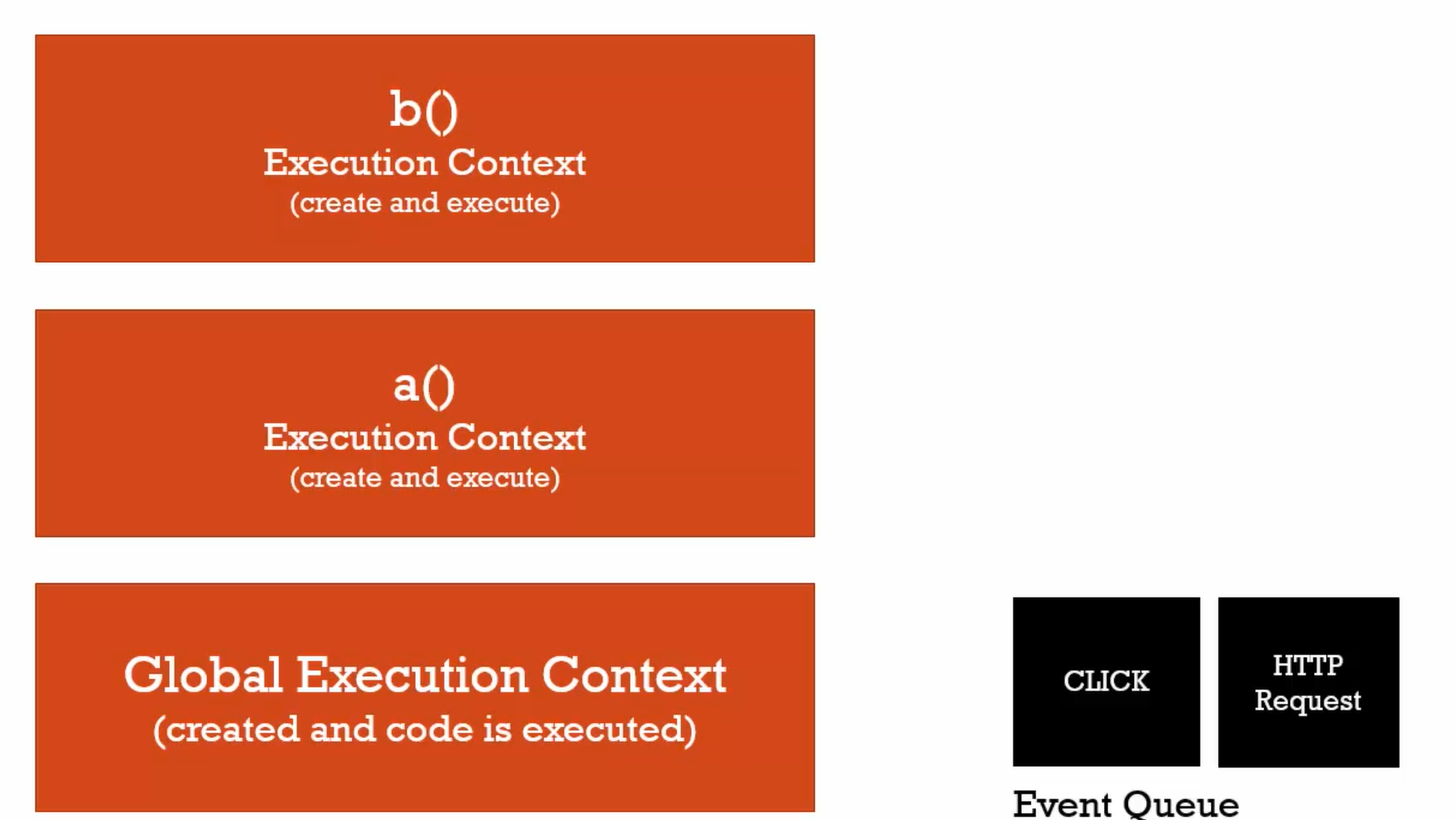 b()
Execution Context
(create and execute)
a()
Execution Context
(create and execute)
Global Execution Context
(created and code is executed)
CLICK
HTTP
Request
Event Queue